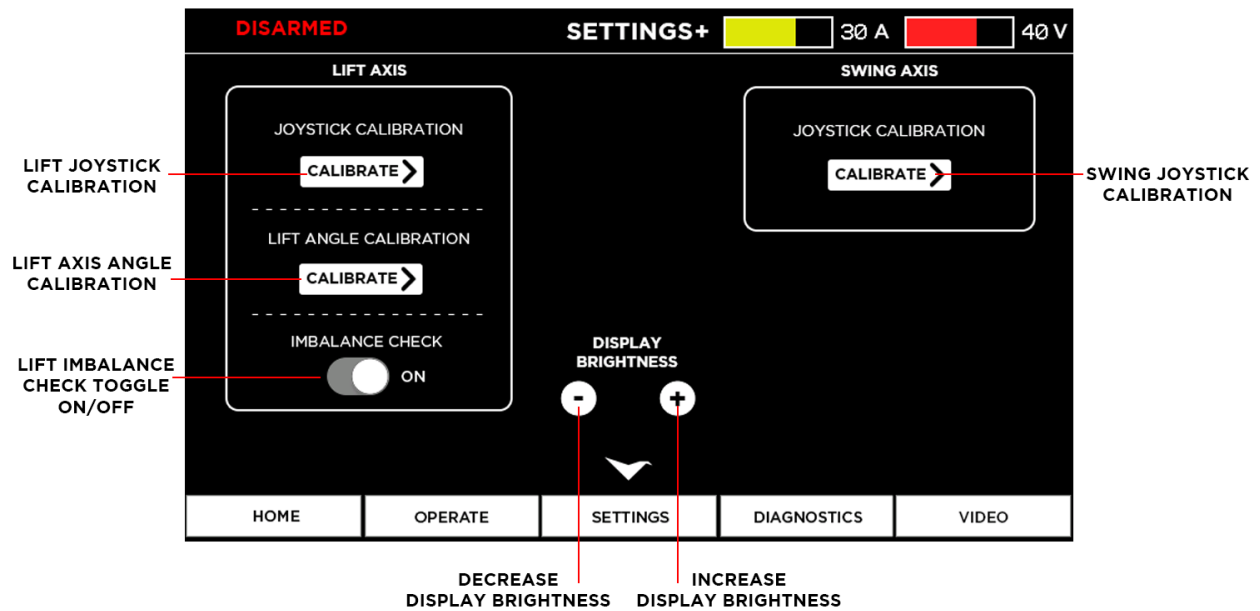 DISARMED
SETTINGS+
30 A
40 V
LIFT AXIS
JOYSTICK CALIBRATION
CALIBRATE
LIFT ANGLE CALIBRATION
CALIBRATE
IMBALANCE CHECK
ON
SWING AXIS
JOYSTICK CALIBRATION
CALIBRATE
DISPLAY
BRIGHTNESS
-
+
HOME
OPERATE
SETTINGS
DIAGNOSTICS
VIDEO
LIFT JOYSTICK
CALIBRATION
LIFT AXIS ANGLE
CALIBRATION
LIFT IMBALANCE
CHECK TOGGLE
ON/OFF
SWING JOYSTICK
CALIBRATION
DECREASE
DISPLAY BRIGHTNESS
INCREASE
DISPLAY BRIGHTNESS